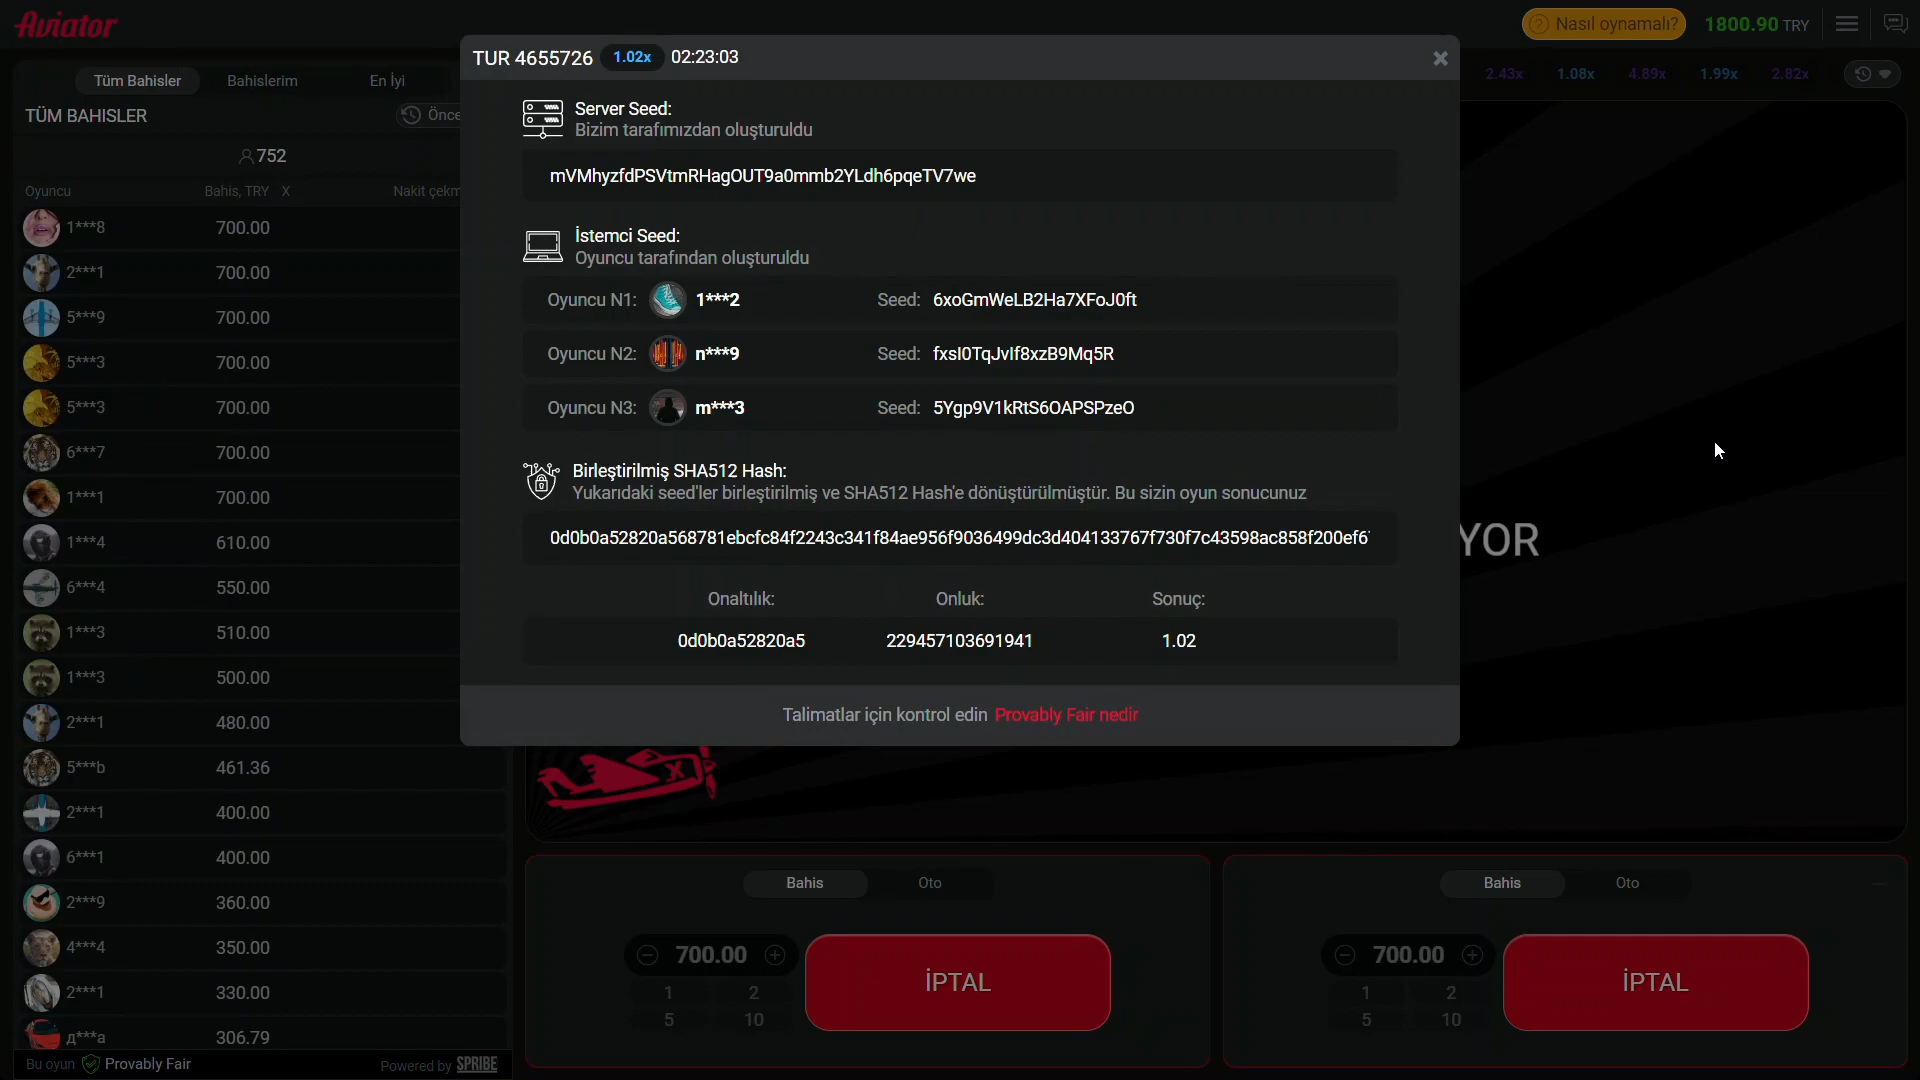 Aviator
Nasıl oynamalı?
1800.90 TRY
TUR 4655726 1.02x 02:23:03
2.43x 1.08x 4.89x 1.99x 2.82x
Tüm Bahisler Bahislerim En İyi
TÜM BAHISLER
752
Oyuncu Bahis, TRY X
1***8 700.00
2***1 700.00
5***9 700.00
5***3 700.00
5***3 700.00
6***7 700.00
1***1 700.00
1***4 610.00
6***4 550.00
1***3 510.00
1***3 500.00
2***1 480.00
5***b 461.36
2***1 400.00
6***1 400.00
2***9 360.00
4***4 350.00
2***1 330.00
д***а 306.79
Bu oyun Provably Fair Powered by SPRIBE
Server Seed:
Bizim tarafımızdan oluşturuldu
mVMhyzfdPSVtmRHagOUT9a0mmb2YLdh6pqeTV7we
İstemci Seed:
Oyuncu tarafından oluşturuldu
Oyuncu N1: 1***2 Seed: 6xoGmWeLB2Ha7XFoJ0ft
Oyuncu N2: n***9 Seed:
Oyuncu N3: m***3 Seed: 5Ygp9V1kRtS6OAPSPzeO
Birleştirilmiş SHA512 Hash:
Yukarıdaki seed'ler birleştirilmiş ve SHA512 Hash'e dönüştürülmüştür. Bu sizin oyun sonucunuz
0d0b0a52820a568781ebcfc84f2243c341f84ae956f9036499dc3d404133767f730f7c43598ac858f200ef6
Onaltılık: Onluk: Sonuç:
0d0b0a52820a5 229457103691941 1.02
Talimatlar için kontrol edin Provably Fair nedir
YOR
Bahis Oto
700.00
1 2
5 10
İPTAL
Bahis Oto
700.00
1 2
5 10
İPTAL